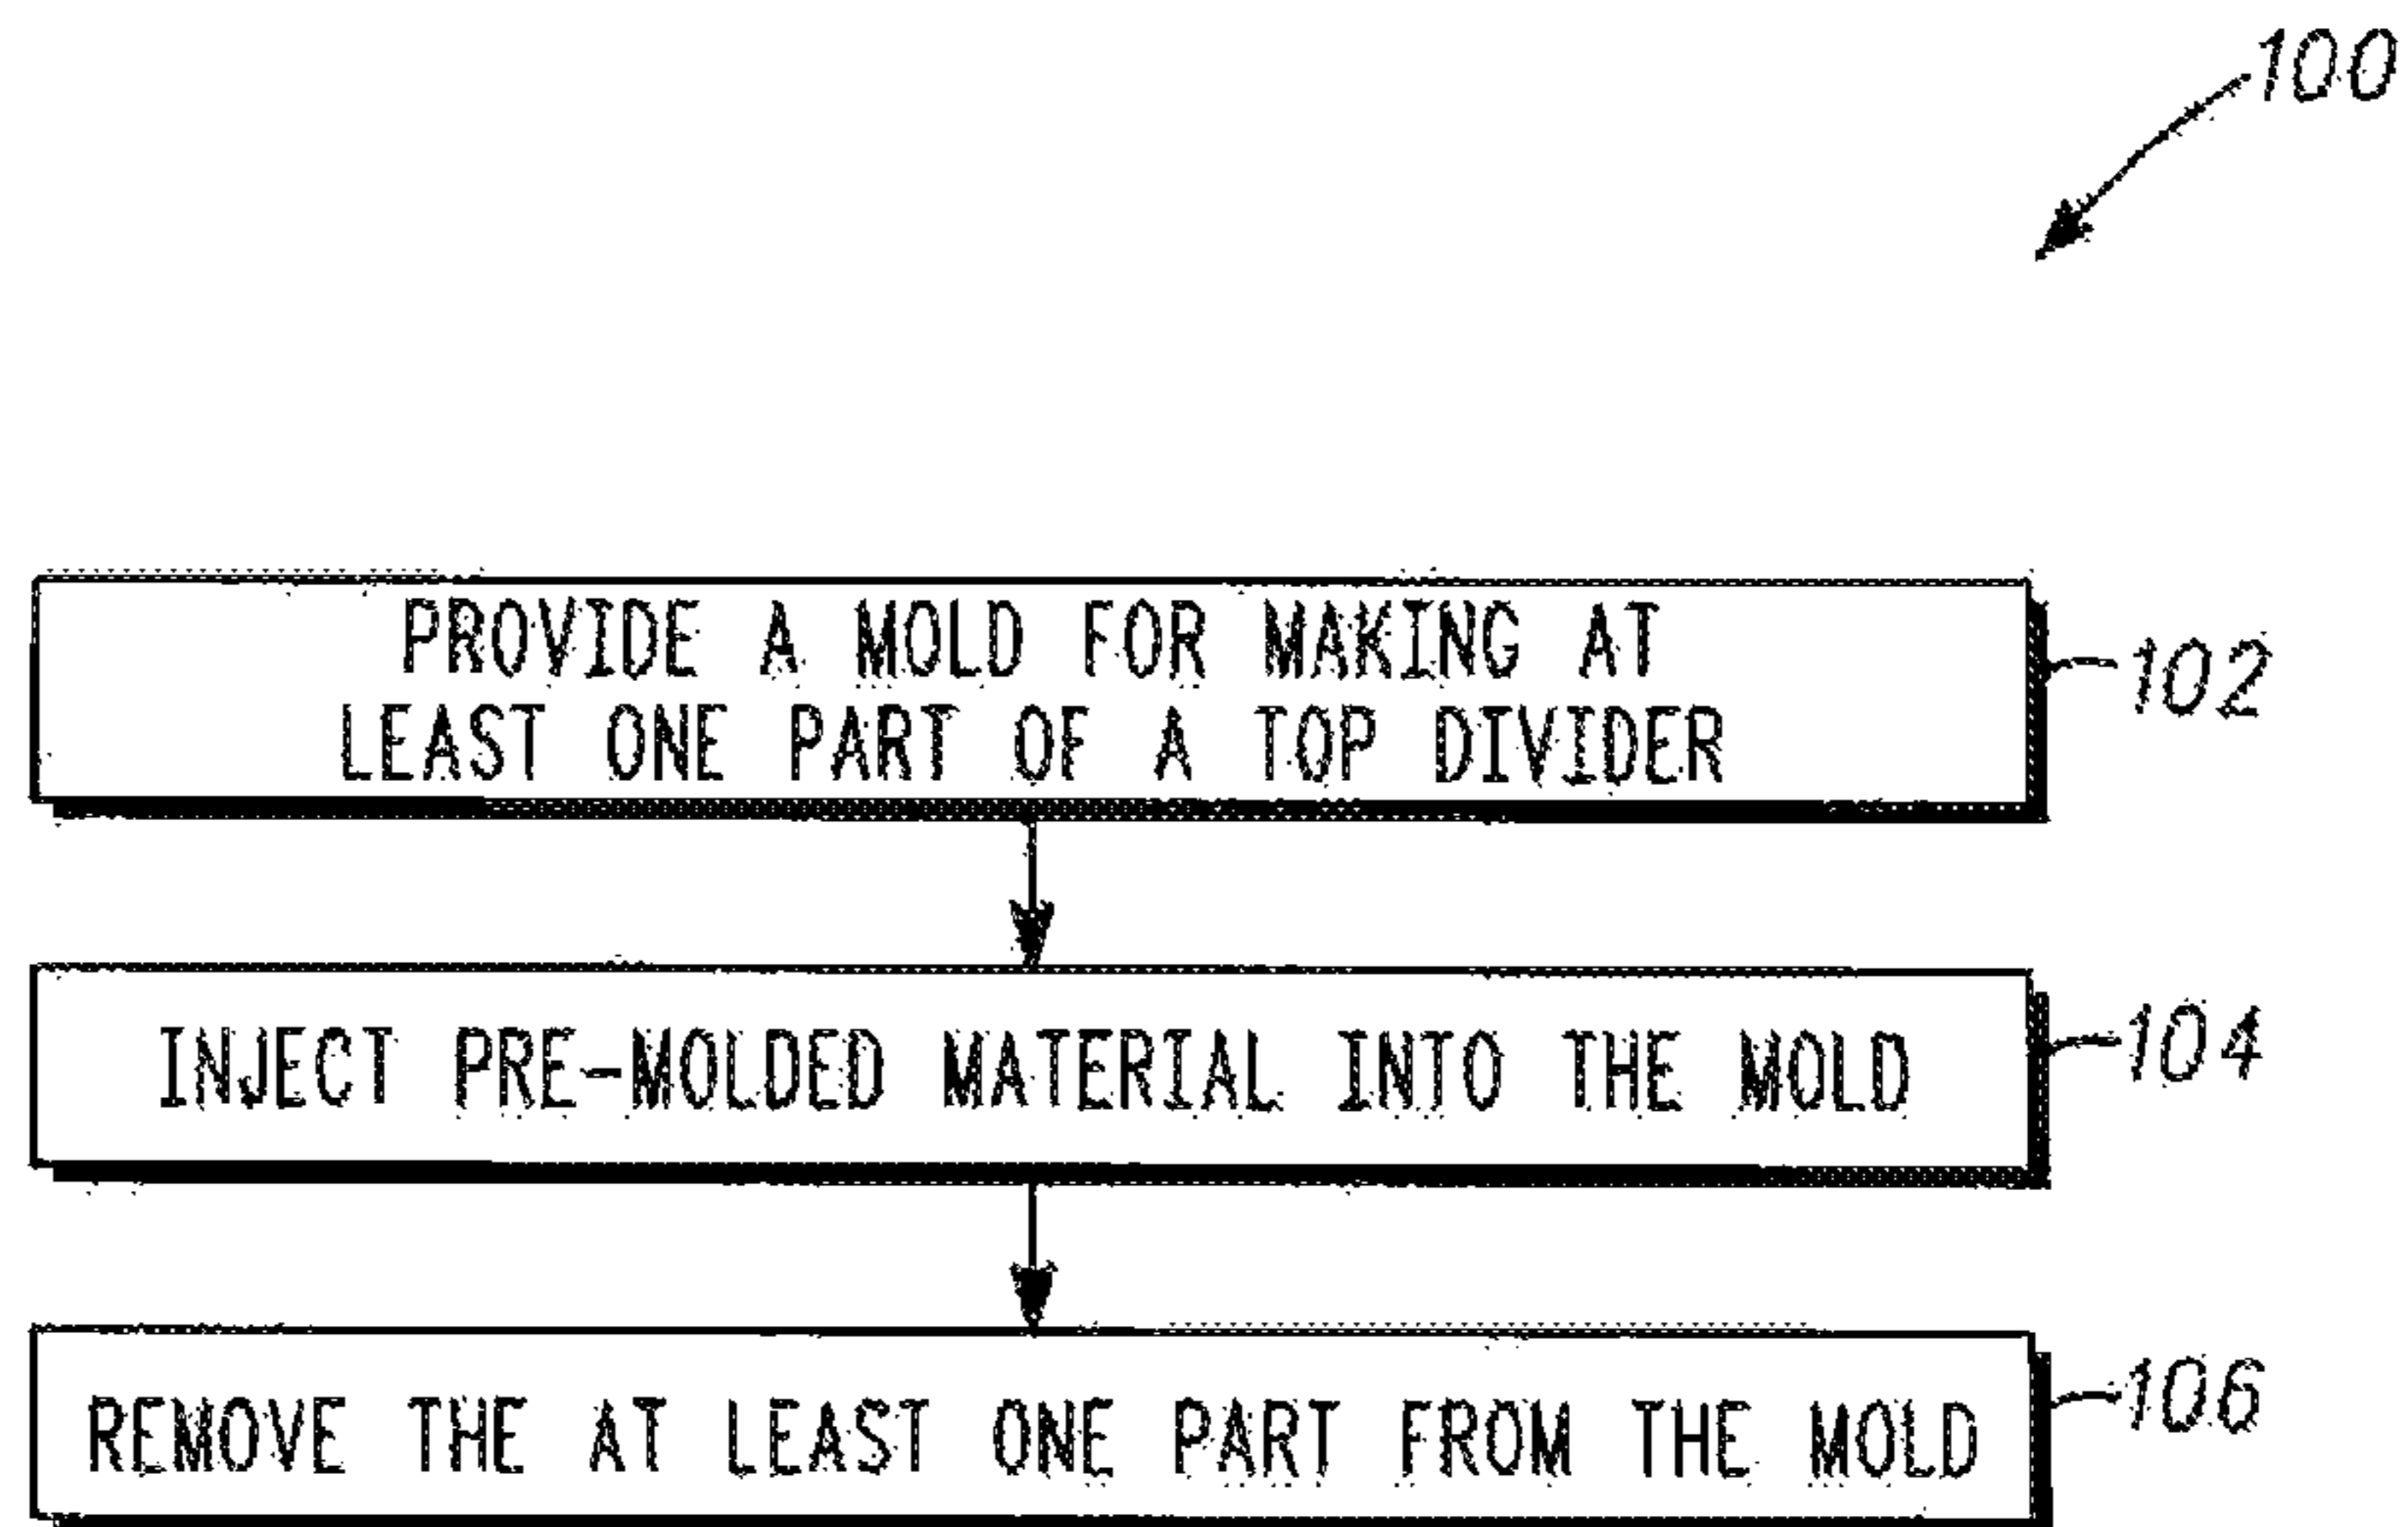 100
PROVIDE A MOLD FOR MAKING AT
LEAST ONE PART OF A TOP DIVIDER
102
INJECT PRE-MOLDED MATERIAL INTO THE MOLD
104
REMOVE THE AT LEAST ONE PART FROM THE MOLD
106